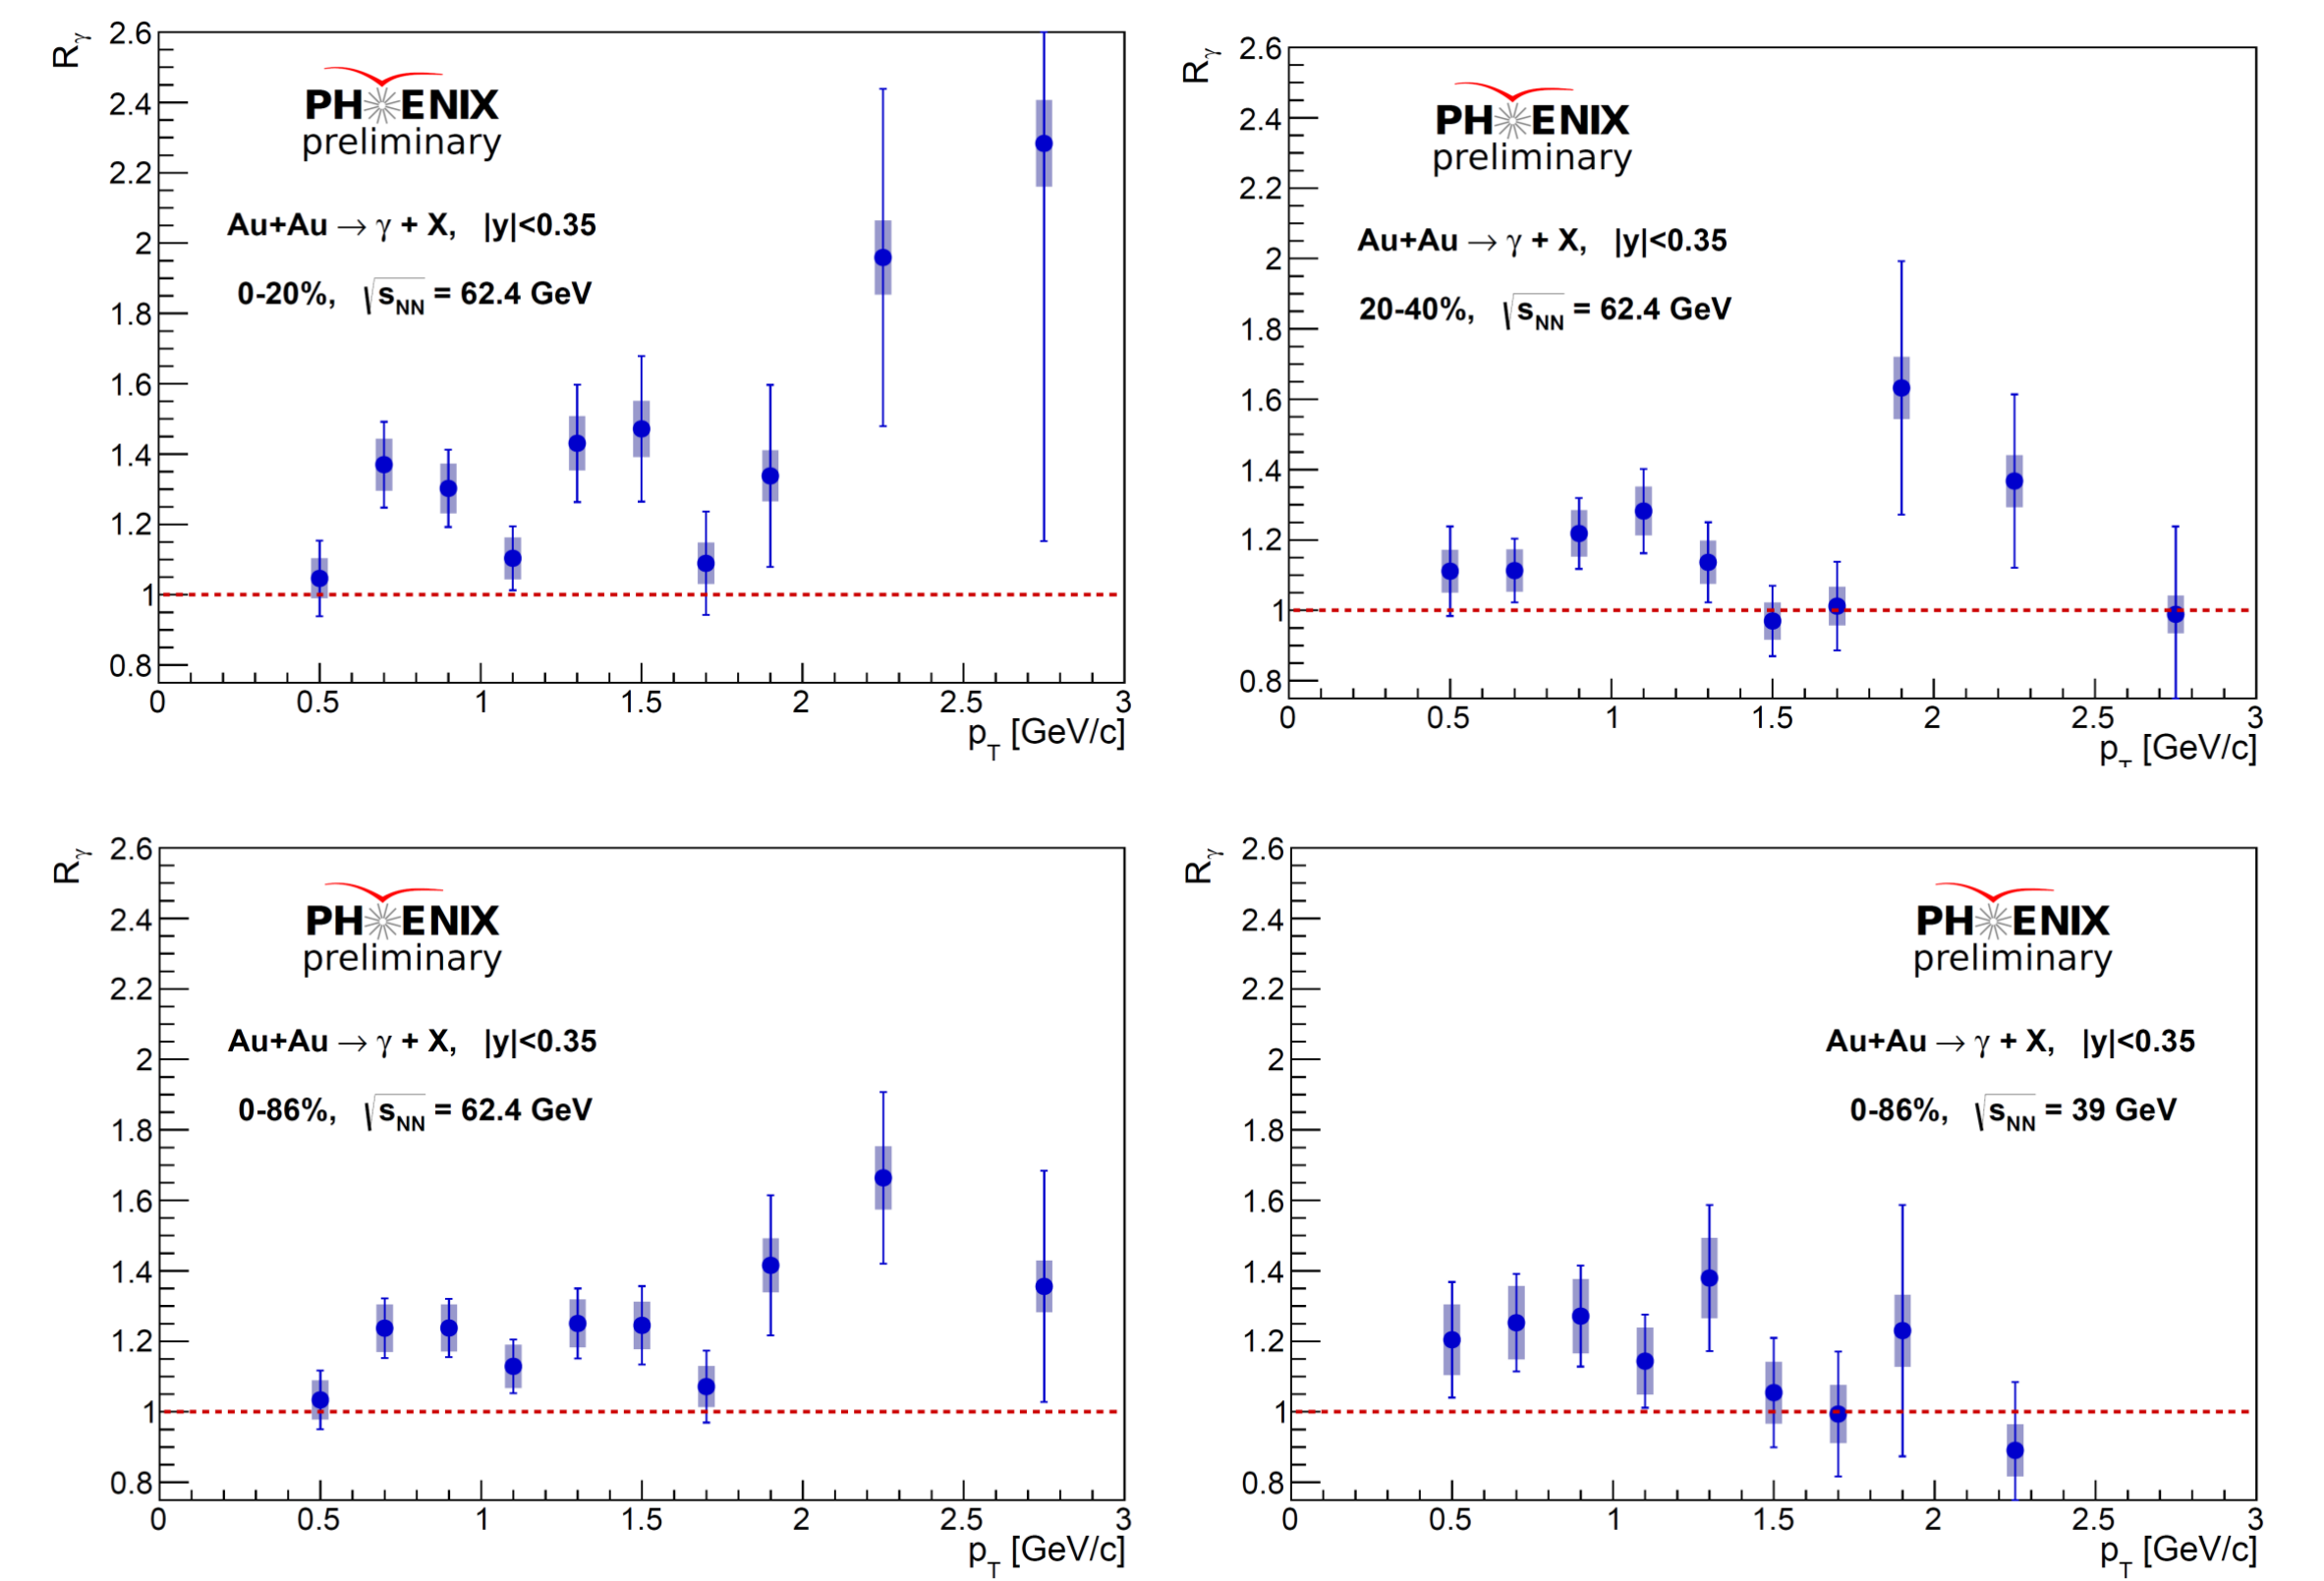 Rγ
2.6
2.4
2.2
2
1.8
1.6
1.4
1.2
1
0.8
PHENIX
preliminary
Au+Au → γ + X, |y|<0.35
0-20%, √sNN = 62.4 GeV
0 0.5 1 1.5 2 2.5 3
pT [GeV/c]
Rγ
2.6
2.4
2.2
2
1.8
1.6
1.4
1.2
1
0.8
PHENIX
preliminary
Au+Au → γ + X, |y|<0.35
20-40%, √sNN = 62.4 GeV
0 0.5 1 1.5 2 2.5 3
pT [GeV/c]
Rγ
2.6
2.4
2.2
2
1.8
1.6
1.4
1.2
1
0.8
PHENIX
preliminary
Au+Au → γ + X, |y|<0.35
0-86%, √sNN = 62.4 GeV
0 0.5 1 1.5 2 2.5 3
pT [GeV/c]
Rγ
2.6
2.4
2.2
2
1.8
1.6
1.4
1.2
1
0.8
PHENIX
preliminary
Au+Au → γ + X, |y|<0.35
0-86%, √sNN = 39 GeV
0 0.5 1 1.5 2 2.5 3
pT [GeV/c]